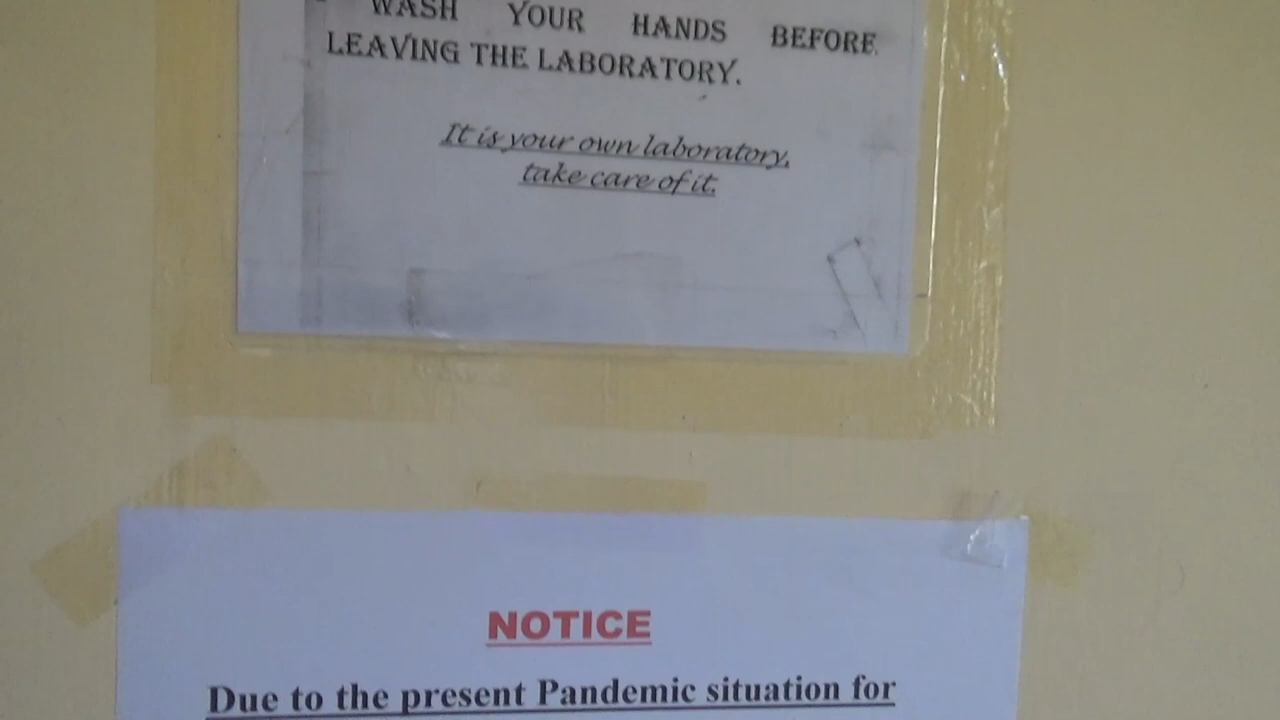 WASH YOUR HANDS BEFORE
LEAVING THE LABORATORY.
It is your own laboratory,
take care of it.
NOTICE
Due to the present Pandemic situation for